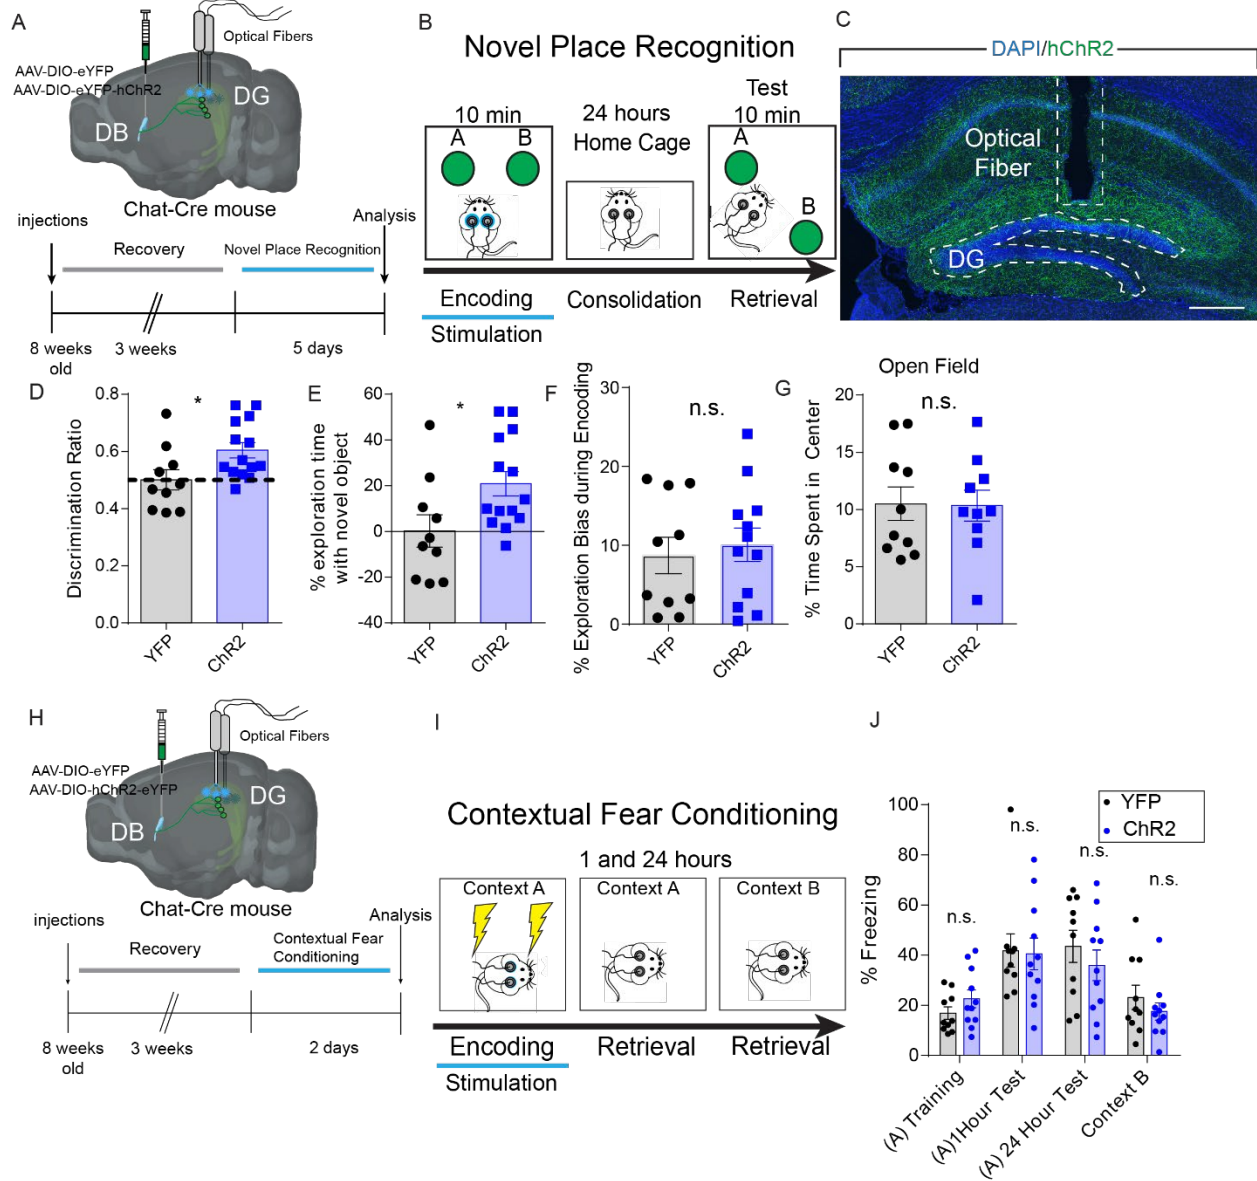 A
Optical Fibers
AAV-DIO-eYFP
AAV-DIO-eYFP-hChR2
DG
DB
Chat-Cre mouse
injections
Analysis
Recovery
Novel Place Recognition
8 weeks
old
3 weeks
5 days
B
Novel Place Recognition
10 min
24 hours
Home Cage
Test
10 min
A
B
A
B
Encoding
Stimulation
Consolidation
Retrieval
C
DAPI/hChR2
Optical
Fiber
DG
D
Discrimination Ratio
0.8
0.6
0.4
0.2
0.0
*
YFP
ChR2
E
% exploration time
with novel object
60
40
20
0
-20
-40
*
YFP
ChR2
F
% Exploration Bias during Encoding
30
20
10
0
n.s.
YFP
ChR2
G
Open Field
% Time Spent in Center
20
15
10
5
0
n.s.
YFP
ChR2
H
Optical Fibers
AAV-DIO-eYFP
AAV-DIO-hChR2-eYFP
DG
DB
Chat-Cre mouse
injections
Analysis
Recovery
Contextual Fear
Conditioning
8 weeks
old
3 weeks
2 days
I
Contextual Fear Conditioning
1 and 24 hours
Context A
Context A
Context B
Encoding
Stimulation
Retrieval
Retrieval
J
YFP
ChR2
% Freezing
100
80
60
40
20
0
n.s.
n.s.
n.s.
n.s.
(A) Training
(A)1Hour Test
(A) 24 Hour Test
Context B